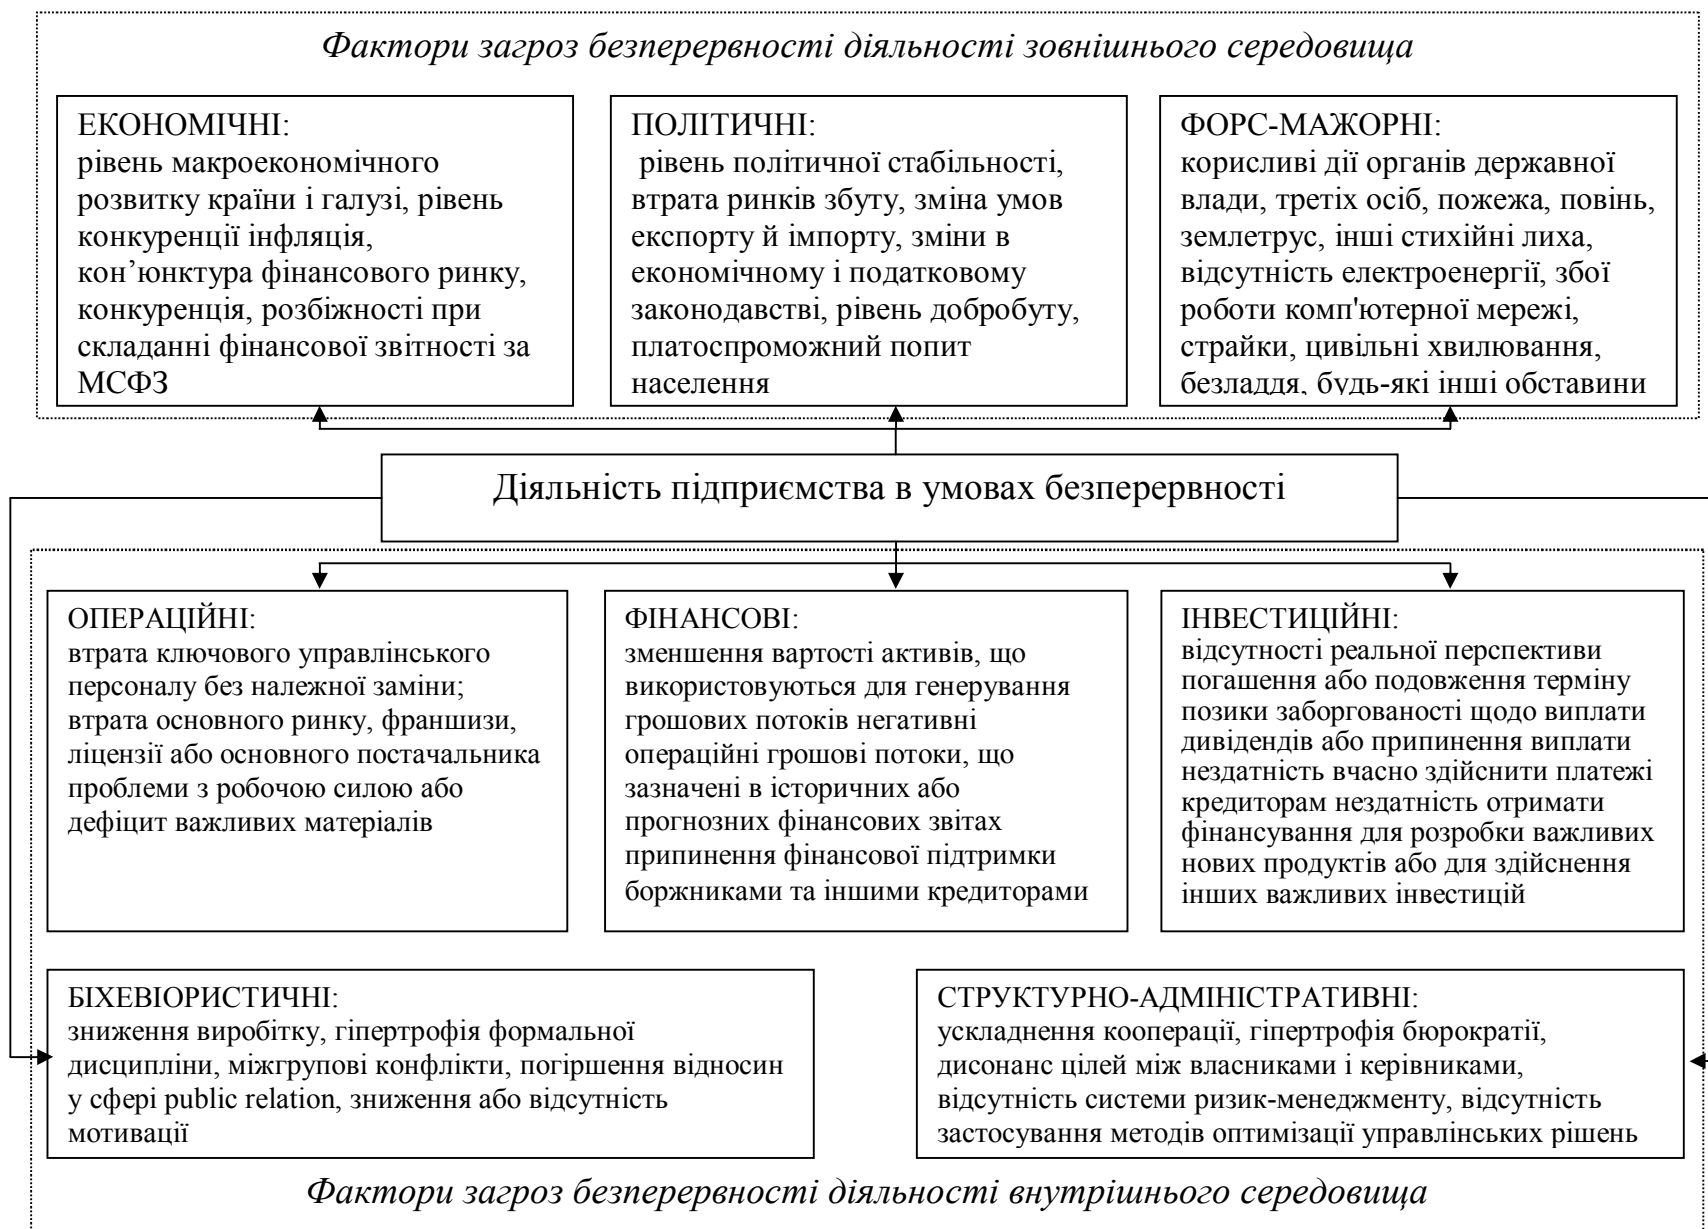 Фактори загроз безперервності діяльності зовнішнього середовища
ЕКОНОМІЧНІ:
рівень макроекономічного
розвитку країни і галузі, рівень
конкуренції інфляція,
кон’юнктура фінансового ринку,
конкуренція, розбіжності при
складанні фінансової звітності за
МСФЗ
ПОЛІТИЧНІ:
рівень політичної стабільності,
втрата ринків збуту, зміна умов
експорту й імпорту, зміни в
економічному і податковому
законодавстві, рівень добробуту,
платоспроможний попит
населення
ФОРС-МАЖОРНІ:
корисливі дії органів державної
влади, третіх осіб, пожежа, повінь,
землетрус, інші стихійні лиха,
відсутність електроенергії, збої
роботи комп'ютерної мережі,
страйки, цивільні хвилювання,
безладдя, будь-які інші обставини
Діяльність підприємства в умовах безперервності
ОПЕРАЦІЙНІ:
втрата ключового управлінського
персоналу без належної заміни;
втрата основного ринку, франшизи,
ліцензії або основного постачальника
проблеми з робочою силою або
дефіцит важливих матеріалів
ФІНАНСОВІ:
зменшення вартості активів, що
використовуються для генерування
грошових потоків негативні
операційні грошові потоки, що
зазначені в історичних або
прогнозних фінансових звітах
припинення фінансової підтримки
боржниками та іншими кредиторами
ІНВЕСТИЦІЙНІ:
відсутності реальної перспективи
погашення або подовження терміну
позики заборгованості щодо виплати
дивідендів або припинення виплати
нездатність вчасно здійснити платежі
кредиторам нездатність отримати
фінансування для розробки важливих
нових продуктів або для здійснення
інших важливих інвестицій
БІХЕВІОРИСТИЧНІ:
зниження виробітку, гіпертрофія формальної
дисципліни, міжгрупові конфлікти, погіршення відносин
у сфері public relation, зниження або відсутність
мотивації
СТРУКТУРНО-АДМІНІСТРАТИВНІ:
ускладнення кооперації, гіпертрофія бюрократії,
дисонанс цілей між власниками і керівниками,
відсутність системи ризик-менеджменту, відсутність
застосування методів оптимізації управлінських рішень
Фактори загроз безперервності діяльності внутрішнього середовища